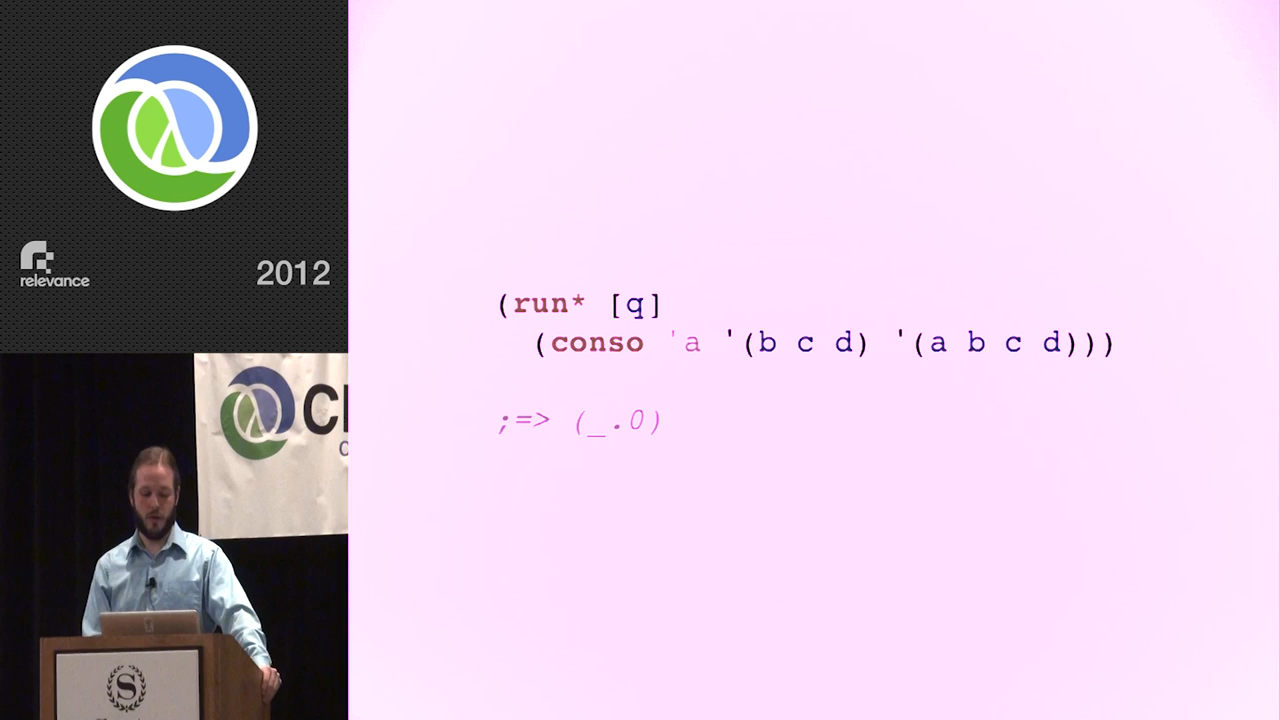 relevance
2012
(run* [q]
(conso 'a '(b c d) '(a b c d)))
;=> (_.0)
S